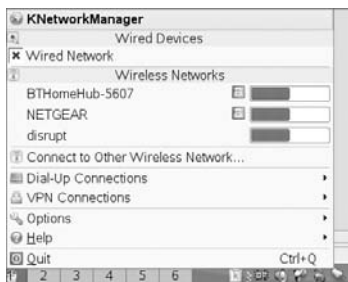 KNetworkManager
Wired Devices
Wired Network
Wireless Networks
BTHomeHub-5607
NETGEAR
disrupt
Connect to Other Wireless Network...
Dial-Up Connections
VPN Connections
Options
Help
Quit Ctrl+Q
2 3 4 5 6